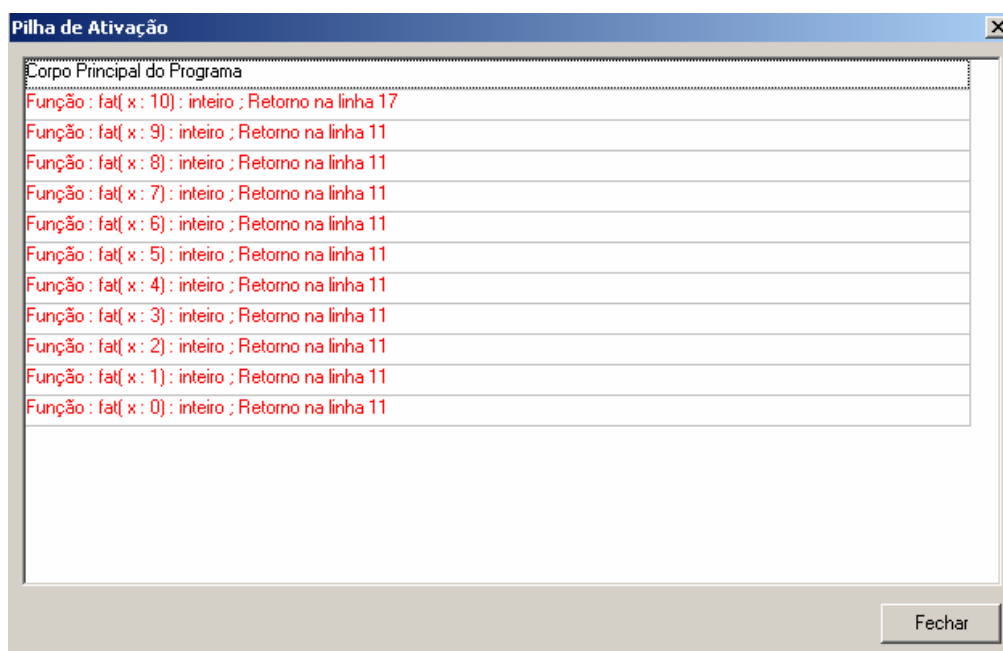 Pilha de Ativação
Corpo Principal do Programa
Função : fat( x : 10) : inteiro ; Retorno na linha 17
Função : fat( x : 9) : inteiro ; Retorno na linha 11
Função : fat( x : 8) : inteiro ; Retorno na linha 11
Função : fat( x : 7) : inteiro ; Retorno na linha 11
Função : fat( x : 6) : inteiro ; Retorno na linha 11
Função : fat( x : 5) : inteiro ; Retorno na linha 11
Função : fat( x : 4) : inteiro ; Retorno na linha 11
Função : fat( x : 3) : inteiro ; Retorno na linha 11
Função : fat( x : 2) : inteiro ; Retorno na linha 11
Função : fat( x : 1) : inteiro ; Retorno na linha 11
Função : fat( x : 0) : inteiro ; Retorno na linha 11
Fechar